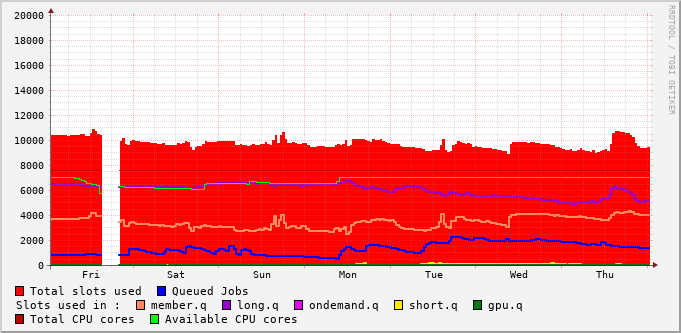 20000
18000
16000
14000
12000
10000
8000
6000
4000
2000
0
Fri Sat Sun Mon Tue Wed Thu
Total slots used Queued Jobs
Slots used in : member.q long.q ondemand.q short.q gpu.q
Total CPU cores Available CPU cores
RRDTOOL / TOBI OETIKER